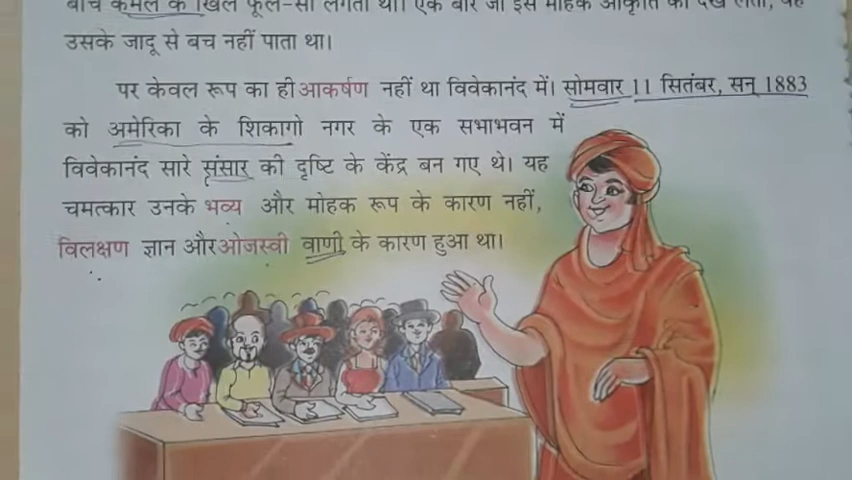 बीच कमल के खिले फूल-सी लगती थी। एक बार जो इस मोहक आकृति को देख लेता, वह
उसके जादू से बच नहीं पाता था।
पर केवल रूप का ही आकर्षण नहीं था विवेकानंद में। सोमवार 11 सितंबर, सन् 1883
को अमेरिका के शिकागो नगर के एक सभाभवन में
विवेकानंद सारे संसार की दृष्टि के केंद्र बन गए थे। यह
चमत्कार उनके भव्य और मोहक रूप के कारण नहीं,
विलक्षण ज्ञान और ओजस्वी वाणी के कारण हुआ था।